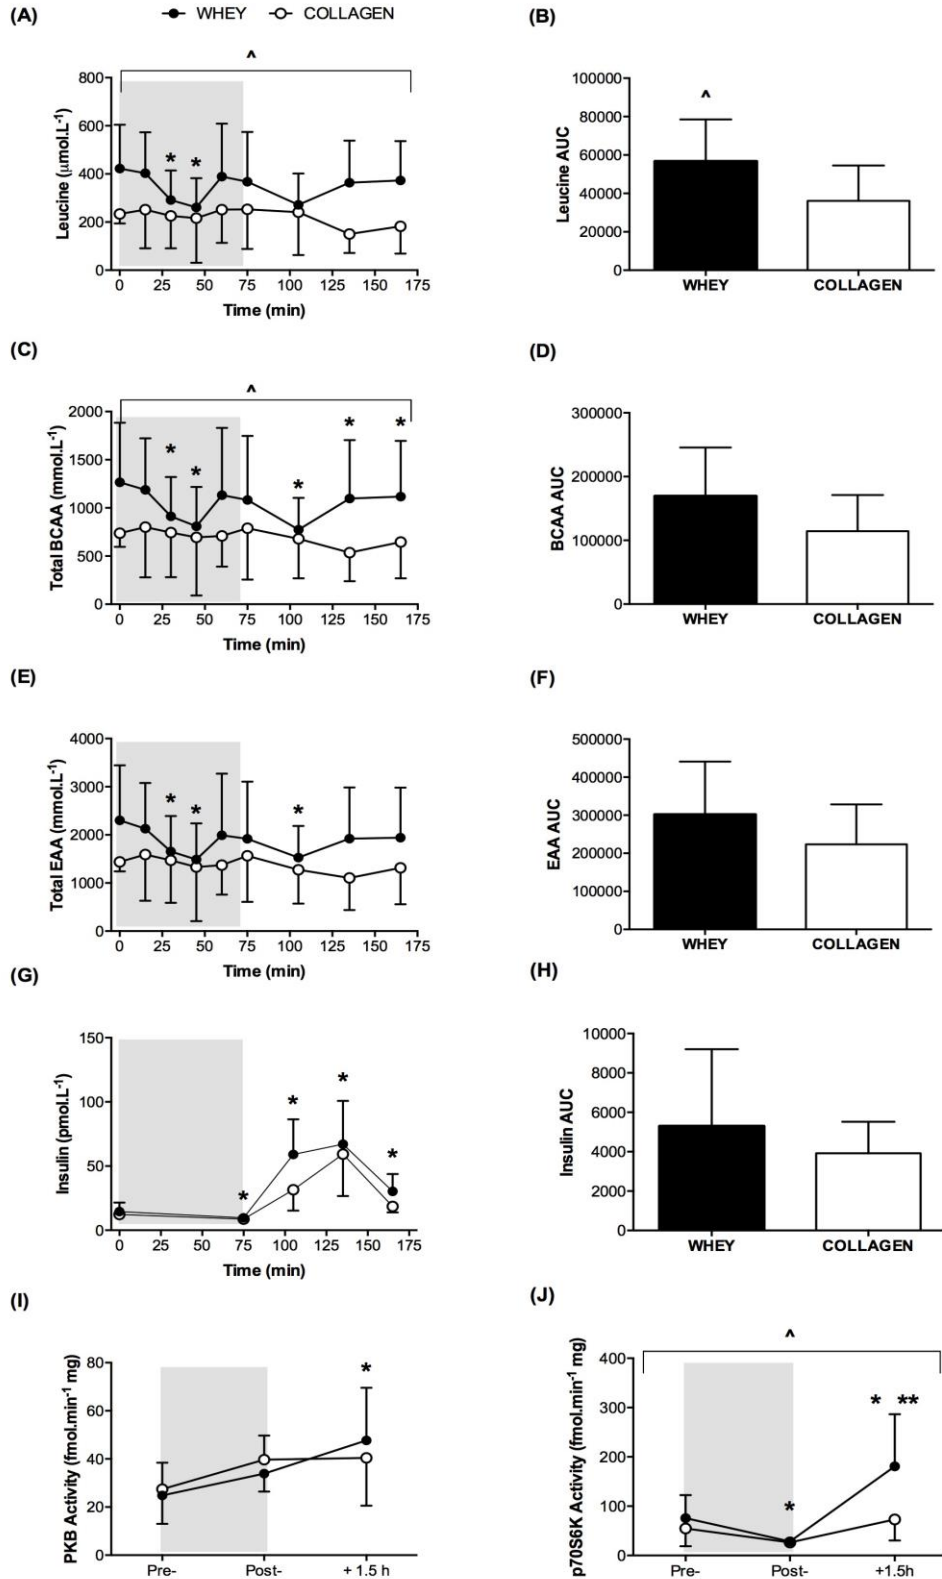 (A)
WHEY COLLAGEN
^
800
600
400
200
0
Leucine (µmol.L-1)
* *
0 25 50 75 100 125 150 175
Time (min)
(B)
100000
80000
60000
40000
20000
0
Leucine AUC
^
WHEY COLLAGEN
(C)
^
2000
1500
1000
500
0
Total BCAA (mmol.L-1)
* * * * *
0 25 50 75 100 125 150 175
Time (min)
(D)
300000
200000
100000
0
BCAA AUC
WHEY COLLAGEN
(E)
4000
3000
2000
1000
0
Total EAA (mmol.L-1)
* * *
0 25 50 75 100 125 150 175
Time (min)
(F)
500000
400000
300000
200000
100000
0
EAA AUC
WHEY COLLAGEN
(G)
150
100
50
0
Insulin (pmol.L-1)
* * * *
0 25 50 75 100 125 150 175
Time (min)
(H)
10000
8000
6000
4000
2000
0
Insulin AUC
WHEY COLLAGEN
(I)
80
60
40
20
0
PKB Activity (fmol.min-1 mg)
*
Pre- Post- + 1.5 h
(J)
^
400
300
200
100
0
p70S6K Activity (fmol.min-1 mg)
* * **
Pre- Post- +1.5h